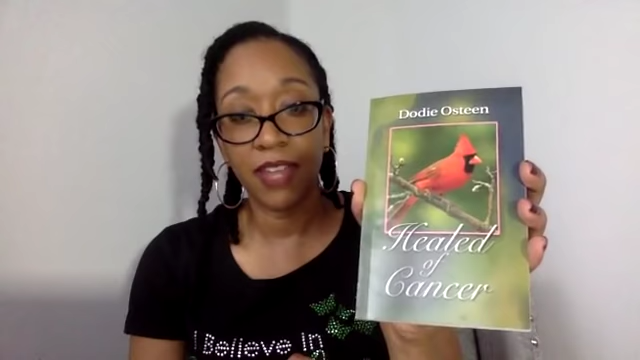 Dodie Osteen
Healed
of
Cancer
I Believe in